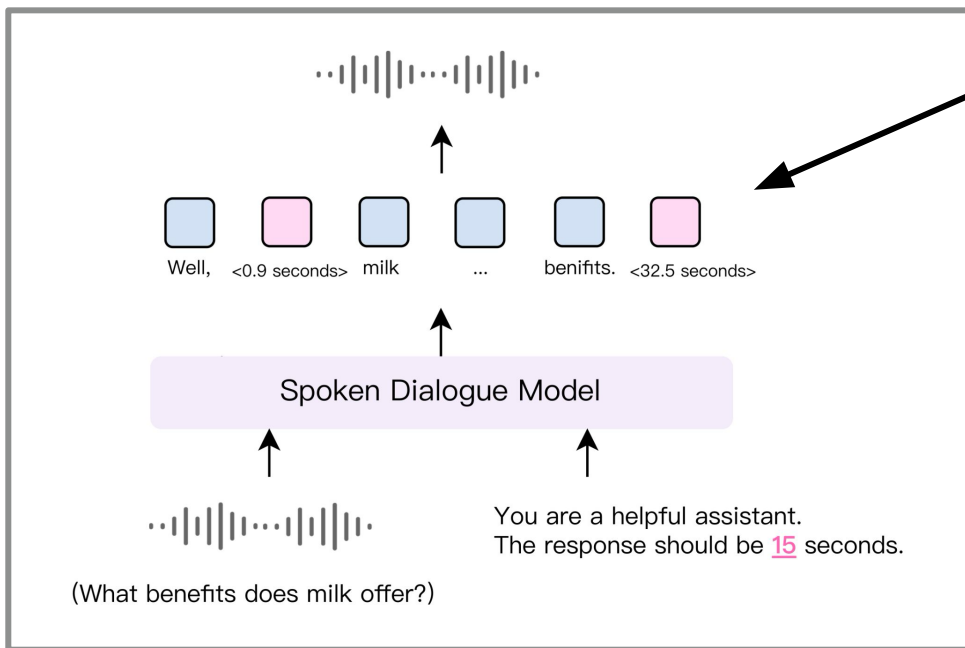 Well, <0.9 seconds> milk ... benifits. <32.5 seconds>
Spoken Dialogue Model
You are a helpful assistant.
The response should be 15 seconds.
(What benefits does milk offer?)